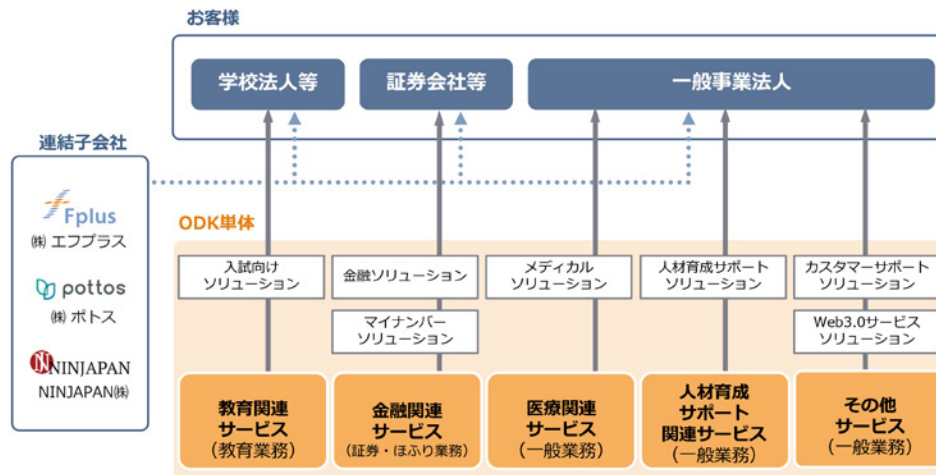 お客様
学校法人等
証券会社等
一般事業法人
連結子会社
Fplus
㈱ エフプラス
pottos
㈱ ポトス
NINJAPAN
NINJAPAN㈱
ODK単体
入試向け
ソリューション
金融ソリューション
マイナンバー
ソリューション
メディカル
ソリューション
人材育成サポート
ソリューション
カスタマーサポート
ソリューション
Web3.0サービス
ソリューション
教育関連
サービス
(教育業務)
金融関連
サービス
(証券・ほふり業務)
医療関連
サービス
(一般業務)
人材育成
サポート
関連サービス
(一般業務)
その他
サービス
(一般業務)